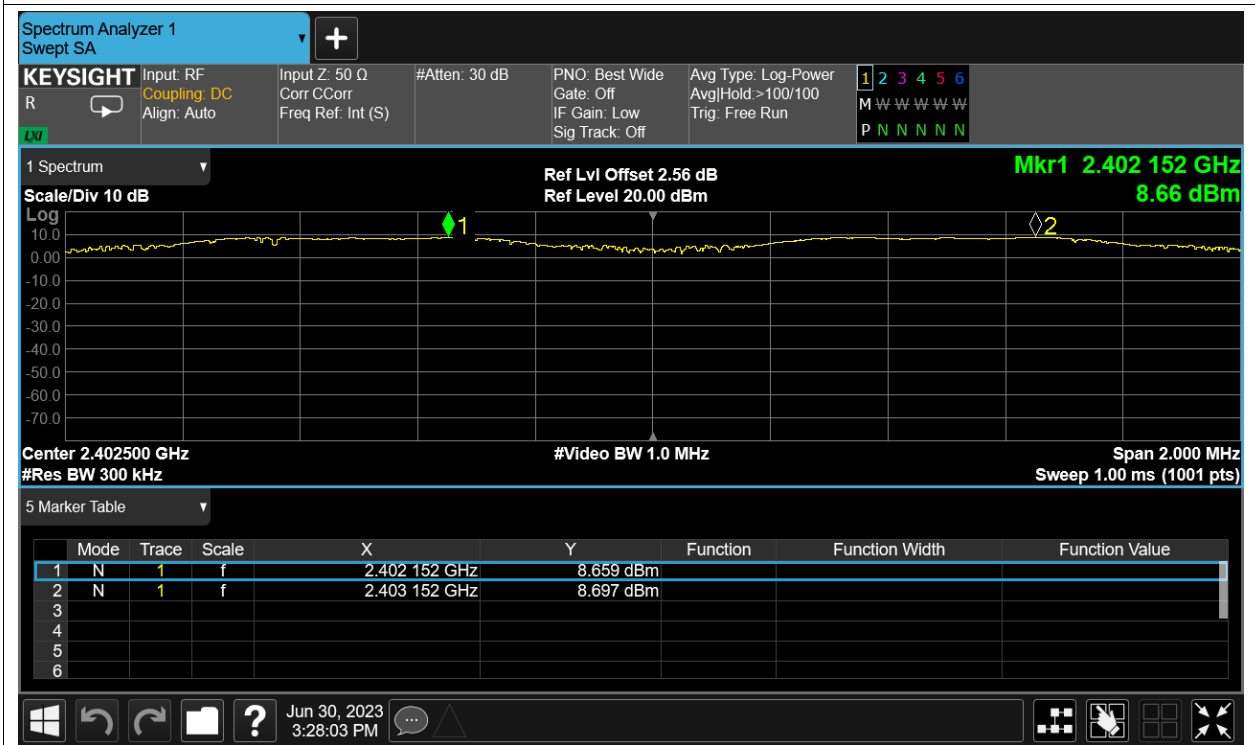 Spectrum Analyzer 1
Swept SA
KEYSIGHT
R
LXI
Input: RF
Coupling: DC
Align: Auto
Input Z: 50 Ω
Corr CCorr
Freq Ref: Int (S)
#Atten: 30 dB
PNO: Best Wide
Gate: Off
IF Gain: Low
Sig Track: Off
Avg Type: Log-Power
Avg|Hold:>100/100
Trig: Free Run
1 2 3 4 5 6
M W W W W W
P N N N N N
1 Spectrum
Scale/Div 10 dB
Ref Lvl Offset 2.56 dB
Ref Level 20.00 dBm
Mkr1 2.402 152 GHz
8.66 dBm
Log
10.0
0.00
-10.0
-20.0
-30.0
-40.0
-50.0
-60.0
-70.0
1
2
Center 2.402500 GHz
#Res BW 300 kHz
#Video BW 1.0 MHz
Span 2.000 MHz
Sweep 1.00 ms (1001 pts)
5 Marker Table
Mode Trace Scale X Y Function Function Width Function Value
1 N 1 f 2.402 152 GHz 8.659 dBm
2 N 1 f 2.403 152 GHz 8.697 dBm
3
4
5
6
?
Jun 30, 2023
3:28:03 PM